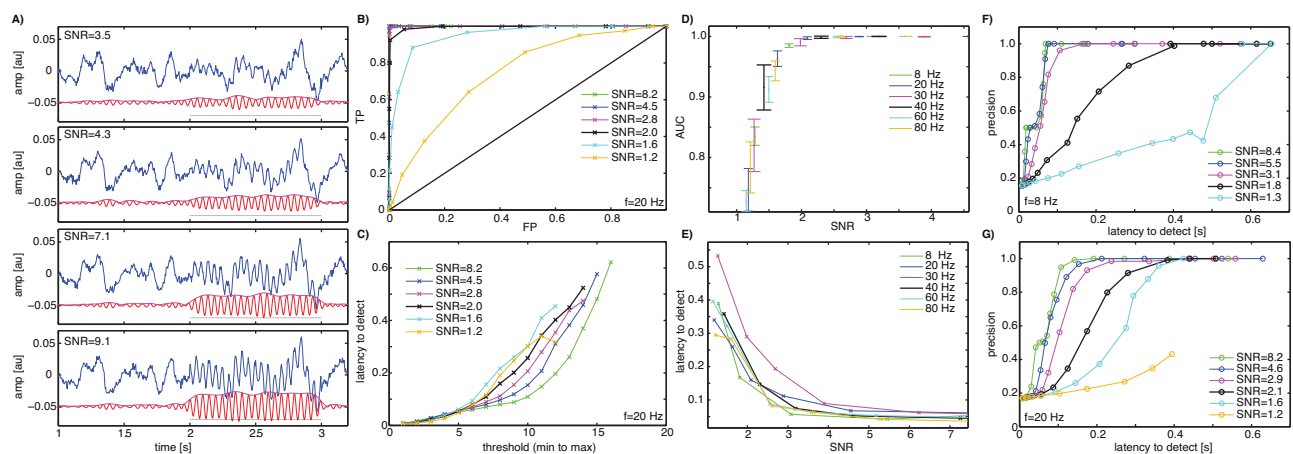 A)
SNR=3.5
0.05
0
−0.05
amp [au]
SNR=4.3
0.05
0
−0.05
amp [au]
SNR=7.1
0.05
0
−0.05
amp [au]
SNR=9.1
0.05
0
−0.05
amp [au]
1 15 2 25 3
time [s]
B)
1
0.8
0.6
0.4
0.2
0
TP
SNR=8.2
SNR=4.5
SNR=2.8
SNR=2.0
SNR=1.6
SNR=1.2
f=20 Hz
0 0.2 0.4 0.6 0.8 1.0
FP
C)
0.6
0.4
0.2
0
latency to detect
SNR=8.2
SNR=4.5
SNR=2.8
SNR=2.0
SNR=1.6
SNR=1.2
f=20 Hz
0 5 10 15 20
threshold (min to max)
D)
1.0
0.9
0.8
AUC
8 Hz
20 Hz
30 Hz
40 Hz
60 Hz
80 Hz
1 2 3 4
SNR
E)
0.5
0.4
0.3
0.2
0.1
latency to detect
8 Hz
20 Hz
30 Hz
40 Hz
60 Hz
80 Hz
1 2 3 4 5 6 7
SNR
F)
1.0
0.8
0.6
0.4
0.2
0
precision
SNR=8.4
SNR=5.5
SNR=3.1
SNR=1.8
SNR=1.3
f=8 Hz
0 0.2 0.4 0.6
latency to detect [s]
G)
1.0
0.8
0.6
0.4
0.2
0
precision
SNR=8.2
SNR=4.6
SNR=2.9
SNR=2.1
SNR=1.6
SNR=1.2
f=20 Hz
0 0.2 0.4 0.6
latency to detect [s]